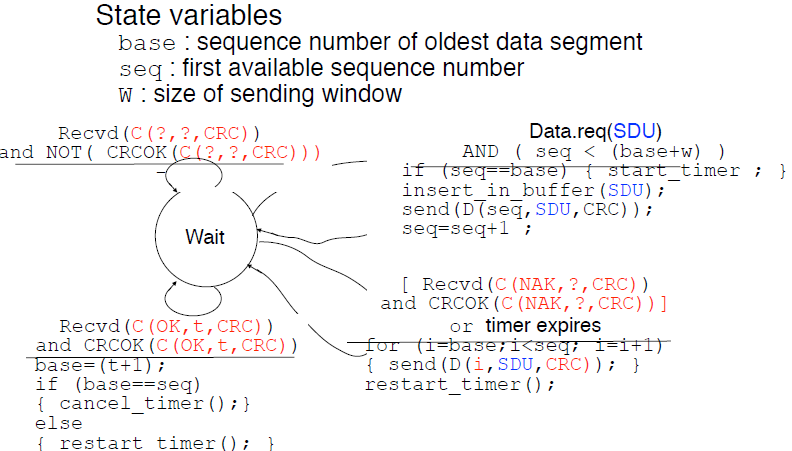 State variables
base : sequence number of oldest data segment
seq : first available sequence number
W : size of sending window
Recvd(C(?,?,CRC))
and NOT( CRCOK(C(?,?,CRC)))
-
Data.req(SDU)
AND ( seq < (base+w) )
if (seq==base) { start_timer ; }
insert_in_buffer(SDU);
send(D(seq,SDU,CRC));
seq=seq+1 ;
Wait
[ Recvd(C(NAK,?,CRC))
and CRCOK(C(NAK,?,CRC))]
or timer expires
for (i=base;i<seq; i=i+1)
{ send(D(i,SDU,CRC)); }
restart_timer();
Recvd(C(OK,t,CRC))
and CRCOK(C(OK,t,CRC))
base=(t+1);
if (base==seq)
{ cancel_timer();}
else
{ restart_timer(); }